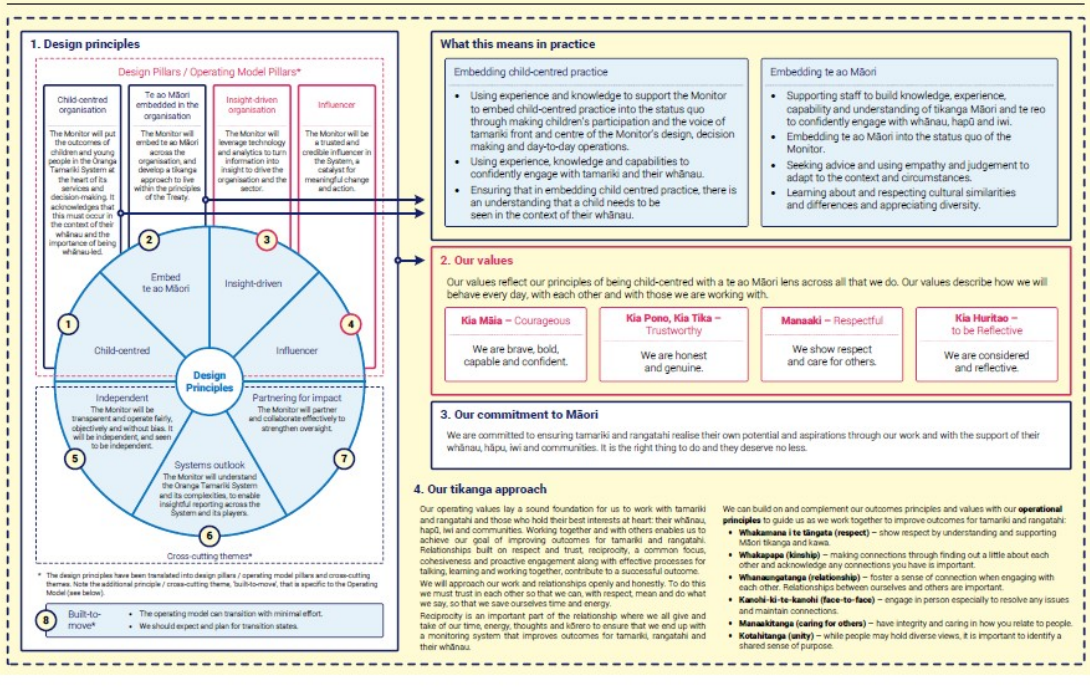 1. Design principles
Design Pillars / Operating Model Pillars*
Child-centred
organisation
The Monitor will put
the outcomes of
children and young
people in the Oranga
Tamariki System at
the heart of its
services and
decision-making. It
acknowledges that
this must occur in
the context of their
whānau and the
importance of being
whānau-led.
Te ao Māori
embedded in the
organisation
The Monitor will
embed te ao Māori
across the
organisation, and
develop a tikanga
approach to live
within the principles
of the Treaty.
Insight-driven
organisation
The Monitor will
leverage technology
and analytics to turn
information into
insight to drive the
organisation and the
sector.
Influencer
The Monitor will be
a trusted and
credible influencer in
the System, a
catalyst for
meaningful change
and action.
1
Child-centred
2
Embed
te ao Māori
3
Insight-driven
4
Influencer
Design
Principles
Independent
The Monitor will be
transparent and operate fairly,
objectively and without bias. It
will be independent, and seen
to be independent.
5
Systems outlook
The Monitor will understand
the Oranga Tamariki System
and its complexities, to enable
insightful reporting across the
System and its players.
6
Partnering for impact
The Monitor will partner
and collaborate effectively to
strengthen oversight.
7
Cross-cutting themes*
* The design principles have been translated into design pillars / operating model pillars and cross-cutting
themes. Note the additional principle / cross-cutting theme, 'built-to-move', that is specific to the Operating
Model (see below).
8
Built-to-
move*
• The operating model can transition with minimal effort.
• We should expect and plan for transition states.
What this means in practice
Embedding child-centred practice
• Using experience and knowledge to support the Monitor
to embed child-centred practice into the status quo
through making children's participation and the voice of
tamariki front and centre of the Monitor's design, decision
making and day-to-day operations.
• Using experience, knowledge and capabilities to
confidently engage with tamariki and their whānau.
• Ensuring that in embedding child centred practice, there is
an understanding that a child needs to be
seen in the context of their whānau.
Embedding te ao Māori
• Supporting staff to build knowledge, experience,
capability and understanding of tikanga Māori and te reo
to confidently engage with whānau, hapū and iwi.
• Embedding te ao Māori into the status quo of the
Monitor.
• Seeking advice and using empathy and judgement to
adapt to the context and circumstances.
• Learning about and respecting cultural similarities
and differences and appreciating diversity.
2. Our values
Our values reflect our principles of being child-centred with a te ao Māori lens across all that we do. Our values describe how we will
behave every day, with each other and with those we are working with.
Kia Māia – Courageous
We are brave, bold,
capable and confident.
Kia Pono, Kia Tika –
Trustworthy
We are honest
and genuine.
Manaaki – Respectful
We show respect
and care for others.
Kia Huritao –
to be Reflective
We are considered
and reflective.
3. Our commitment to Māori
We are committed to ensuring tamariki and rangatahi realise their own potential and aspirations through our work and with the support of their
whānau, hāpu, iwi and communities. It is the right thing to do and they deserve no less.
4. Our tikanga approach
Our operating values lay a sound foundation for us to work with tamariki
and rangatahi and those who hold their best interests at heart: their whānau,
hapū, iwi and communities. Working together and with others enables us to
achieve our goal of improving outcomes for tamariki and rangatahi.
Relationships built on respect and trust, reciprocity, a common focus,
cohesiveness and proactive engagement along with effective processes for
talking, learning and working together, contribute to a successful outcome.
We will approach our work and relationships openly and honestly. To do this
we must trust in each other so that we can, with respect, mean and do what
we say, so that we save ourselves time and energy.
Reciprocity is an important part of the relationship where we all give and
take of our time, energy, thoughts and kōrero to ensure that we end up with
a monitoring system that improves outcomes for tamariki, rangatahi and
their whānau.
We can build on and complement our outcomes principles and values with our operational
principles to guide us as we work together to improve outcomes for tamariki and rangatahi:
• Whakamana i te tāngata (respect) – show respect by understanding and supporting
Māori tikanga and kawa.
• Whakapapa (kinship) – making connections through finding out a little about each
other and acknowledge any connections you have is important.
• Whanaungatanga (relationship) – foster a sense of connection when engaging with
each other. Relationships between ourselves and others are important.
• Kanohi-ki-te-kanohi (face-to-face) – engage in person especially to resolve any issues
and maintain connections.
• Manaakitanga (caring for others) – have integrity and caring in how you relate to people.
• Kotahitanga (unity) – while people may hold diverse views, it is important to identify a
shared sense of purpose.